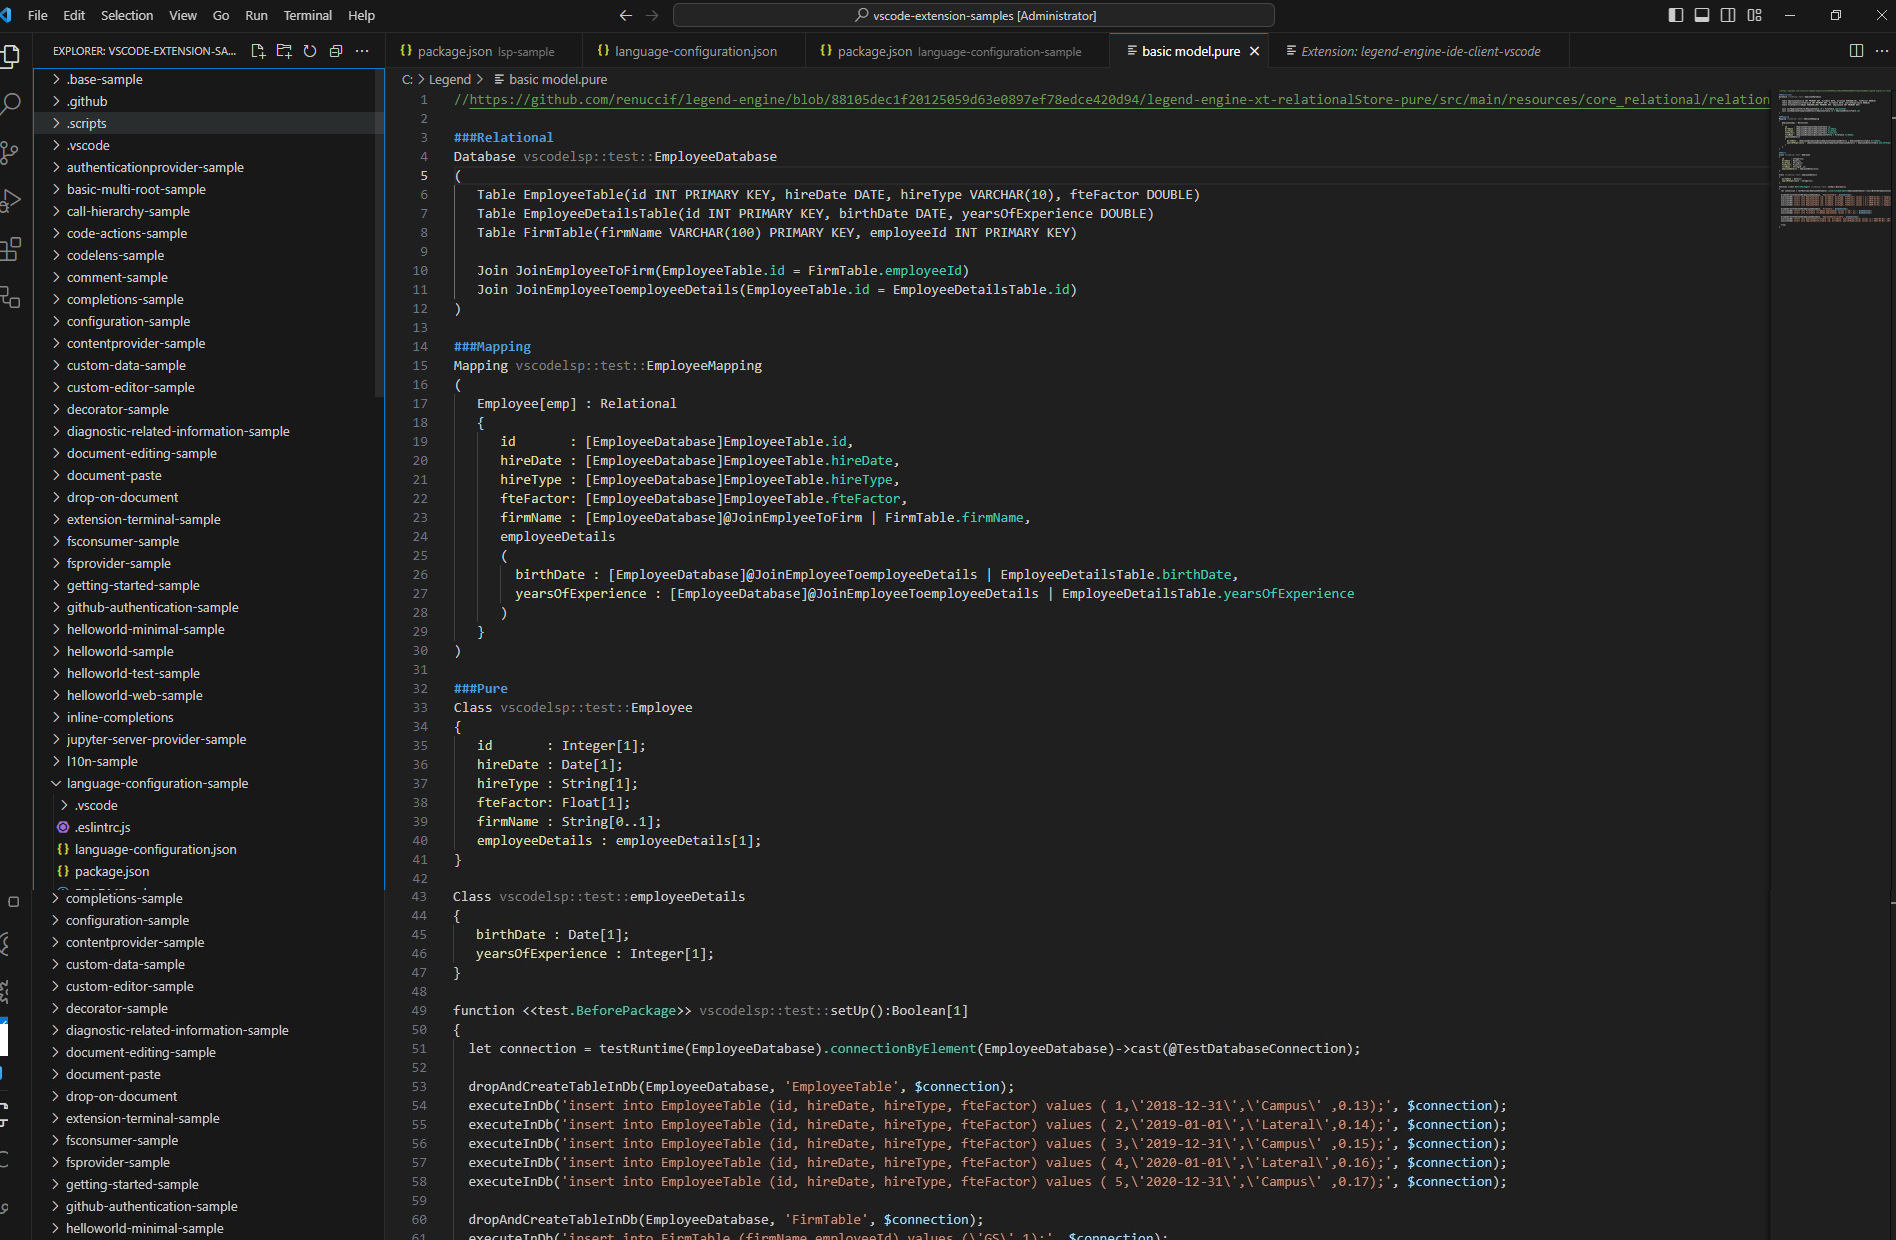 File Edit Selection View Go Run Terminal Help
vscode-extension-samples [Administrator]
EXPLORER: VSCODE-EXTENSION-SA...
package.json lsp-sample
language-configuration.json
package.json language-configuration-sample
basic model.pure
Extension: legend-engine-ide-client-vscode
C: > Legend > basic model.pure
.base-sample
.github
.scripts
.vscode
authenticationprovider-sample
basic-multi-root-sample
call-hierarchy-sample
code-actions-sample
codelens-sample
comment-sample
completions-sample
configuration-sample
contentprovider-sample
custom-data-sample
custom-editor-sample
decorator-sample
diagnostic-related-information-sample
document-editing-sample
document-paste
drop-on-document
extension-terminal-sample
fsconsumer-sample
fsprovider-sample
getting-started-sample
github-authentication-sample
helloworld-minimal-sample
helloworld-sample
helloworld-test-sample
helloworld-web-sample
inline-completions
jupyter-server-provider-sample
l10n-sample
language-configuration-sample
.vscode
.eslintrc.js
language-configuration.json
package.json
completions-sample
configuration-sample
contentprovider-sample
custom-data-sample
custom-editor-sample
decorator-sample
diagnostic-related-information-sample
document-editing-sample
document-paste
drop-on-document
extension-terminal-sample
fsconsumer-sample
fsprovider-sample
getting-started-sample
github-authentication-sample
helloworld-minimal-sample
1 //https://github.com/renuccif/legend-engine/blob/88105dec1f20125059d63e0897ef78edce420d94/legend-engine-xt-relationalStore-pure/src/main/resources/core_relational/relation
2
3 ###Relational
4 Database vscodelsp::test::EmployeeDatabase
5 (
6 Table EmployeeTable(id INT PRIMARY KEY, hireDate DATE, hireType VARCHAR(10), fteFactor DOUBLE)
7 Table EmployeeDetailsTable(id INT PRIMARY KEY, birthDate DATE, yearsOfExperience DOUBLE)
8 Table FirmTable(firmName VARCHAR(100) PRIMARY KEY, employeeId INT PRIMARY KEY)
9
10 Join JoinEmployeeToFirm(EmployeeTable.id = FirmTable.employeeId)
11 Join JoinEmployeeToemployeeDetails(EmployeeTable.id = EmployeeDetailsTable.id)
12 )
13
14 ###Mapping
15 Mapping vscodelsp::test::EmployeeMapping
16 (
17 Employee[emp] : Relational
18 {
19 id : [EmployeeDatabase]EmployeeTable.id,
20 hireDate : [EmployeeDatabase]EmployeeTable.hireDate,
21 hireType : [EmployeeDatabase]EmployeeTable.hireType,
22 fteFactor: [EmployeeDatabase]EmployeeTable.fteFactor,
23 firmName : [EmployeeDatabase]@JoinEmplyeeToFirm | FirmTable.firmName,
24 employeeDetails
25 (
26 birthDate : [EmployeeDatabase]@JoinEmployeeToemployeeDetails | EmployeeDetailsTable.birthDate,
27 yearsOfExperience : [EmployeeDatabase]@JoinEmployeeToemployeeDetails | EmployeeDetailsTable.yearsOfExperience
28 )
29 }
30 )
31
32 ###Pure
33 Class vscodelsp::test::Employee
34 {
35 id : Integer[1];
36 hireDate : Date[1];
37 hireType : String[1];
38 fteFactor: Float[1];
39 firmName : String[0..1];
40 employeeDetails : employeeDetails[1];
41 }
42
43 Class vscodelsp::test::employeeDetails
44 {
45 birthDate : Date[1];
46 yearsOfExperience : Integer[1];
47 }
48
49 function <<test.BeforePackage>> vscodelsp::test::setUp():Boolean[1]
50 {
51 let connection = testRuntime(EmployeeDatabase).connectionByElement(EmployeeDatabase)->cast(@TestDatabaseConnection);
52
53 dropAndCreateTableInDb(EmployeeDatabase, 'EmployeeTable', $connection);
54 executeInDb('insert into EmployeeTable (id, hireDate, hireType, fteFactor) values ( 1,\'2018-12-31\',\'Campus\' ,0.13);', $connection);
55 executeInDb('insert into EmployeeTable (id, hireDate, hireType, fteFactor) values ( 2,\'2019-01-01\',\'Lateral\',0.14);', $connection);
56 executeInDb('insert into EmployeeTable (id, hireDate, hireType, fteFactor) values ( 3,\'2019-12-31\',\'Campus\' ,0.15);', $connection);
57 executeInDb('insert into EmployeeTable (id, hireDate, hireType, fteFactor) values ( 4,\'2020-01-01\',\'Lateral\',0.16);', $connection);
58 executeInDb('insert into EmployeeTable (id, hireDate, hireType, fteFactor) values ( 5,\'2020-12-31\',\'Campus\' ,0.17);', $connection);
59
60 dropAndCreateTableInDb(EmployeeDatabase, 'FirmTable', $connection);
61 executeInDb('insert into FirmTable (firmName,employeeId) values (\'GS\',1);', $connection);